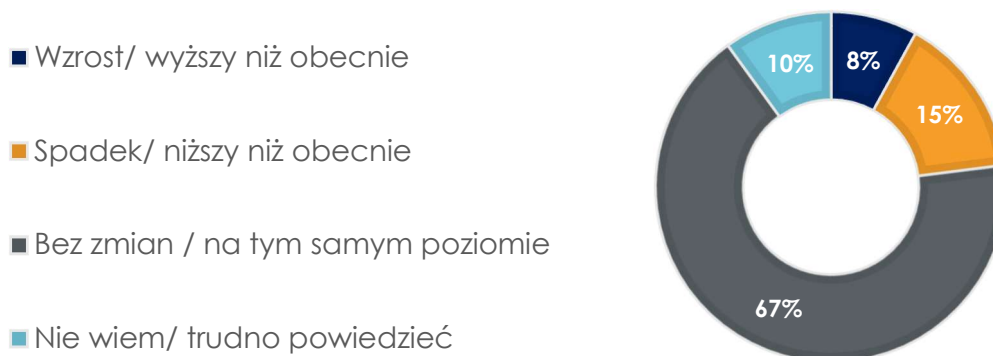 Wzrost/ wyższy niż obecnie
Spadek/ niższy niż obecnie
Bez zmian / na tym samym poziomie
Nie wiem/ trudno powiedzieć
10%
8%
15%
67%